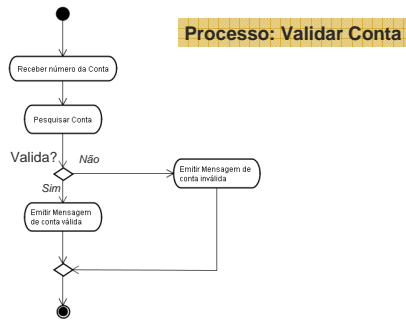 Processo: Validar Conta
Receber número da Conta
Pesquisar Conta
Valida?
Não
Emitir Mensagem de
conta inválida
Sim
Emitir Mensagem
de conta válida